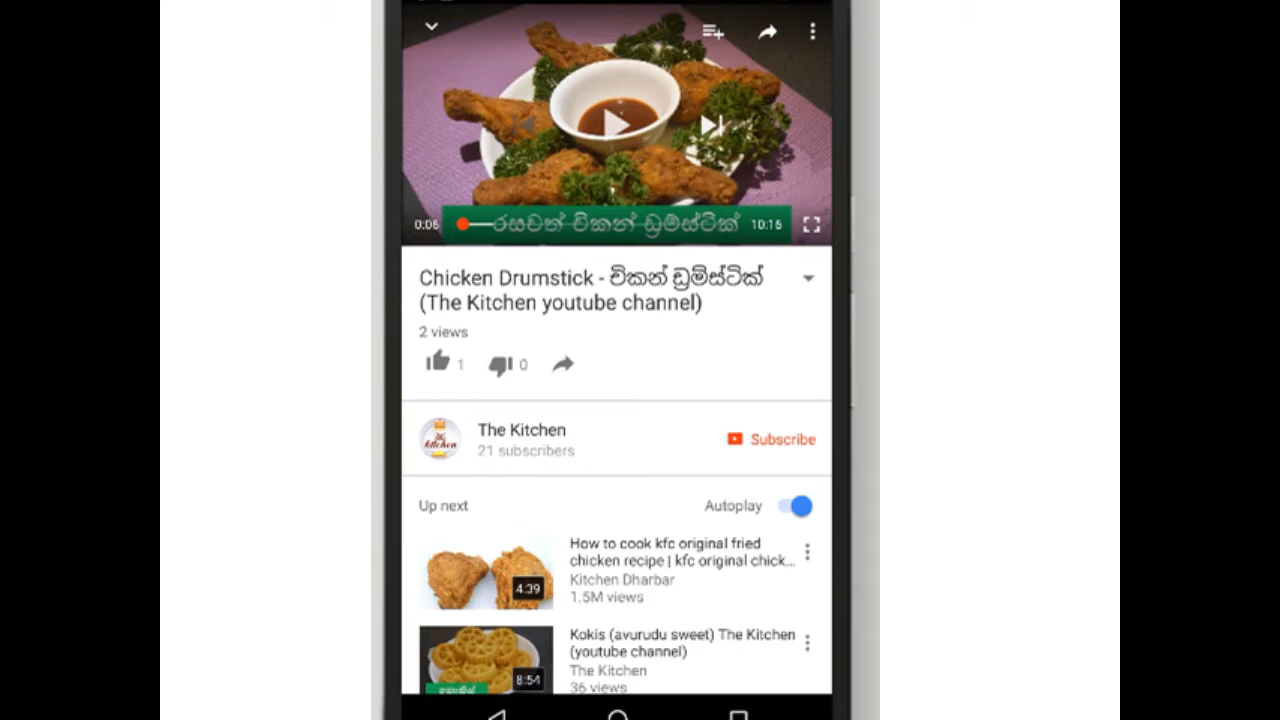 0:06
රසවත් චිකන් ඩ්‍රම්ස්ටික්
10:16
Chicken Drumstick - චිකන් ඩ්‍රම්ස්ටික්
(The Kitchen youtube channel)
2 views
1
0
The Kitchen
21 subscribers
Subscribe
Up next
Autoplay
How to cook kfc original fried
chicken recipe | kfc original chick...
Kitchen Dharbar
1.5M views
4:39
Kokis (avurudu sweet) The Kitchen
(youtube channel)
The Kitchen
36 views
8:54